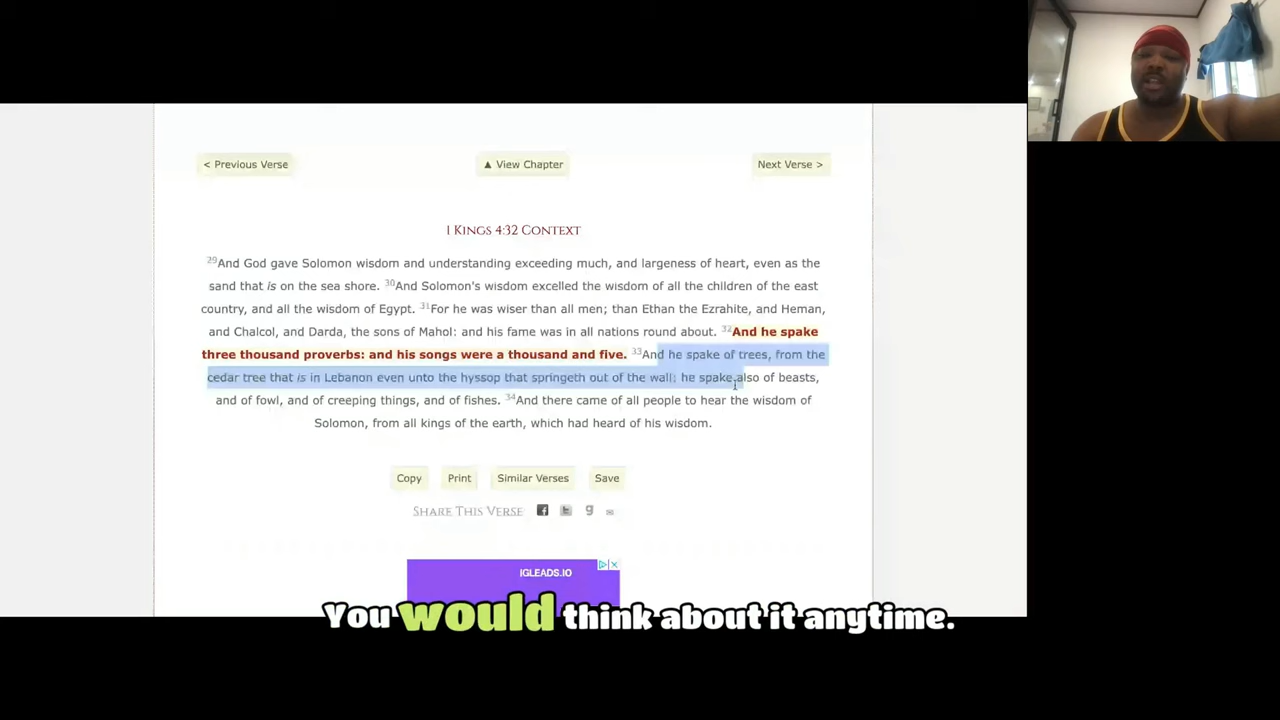 < Previous Verse
▲ View Chapter
Next Verse >
1 Kings 4:32 Context
29And God gave Solomon wisdom and understanding exceeding much, and largeness of heart, even as the
sand that is on the sea shore. 30And Solomon's wisdom excelled the wisdom of all the children of the east
country, and all the wisdom of Egypt. 31For he was wiser than all men; than Ethan the Ezrahite, and Heman,
and Chalcol, and Darda, the sons of Mahol: and his fame was in all nations round about. 32And he spake
three thousand proverbs: and his songs were a thousand and five. 33And he spake of trees, from the
cedar tree that is in Lebanon even unto the hyssop that springeth out of the wall: he spake also of beasts,
and of fowl, and of creeping things, and of fishes. 34And there came of all people to hear the wisdom of
Solomon, from all kings of the earth, which had heard of his wisdom.
Copy
Print
Similar Verses
Save
Share This Verse
IGLEADS.IO
You would think about it anytime.